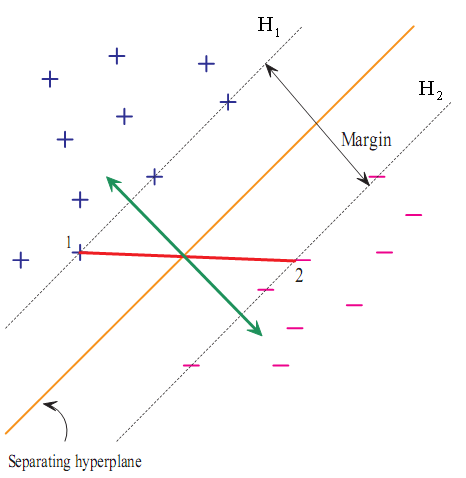 H1
H2
Margin
1
2
Separating hyperplane